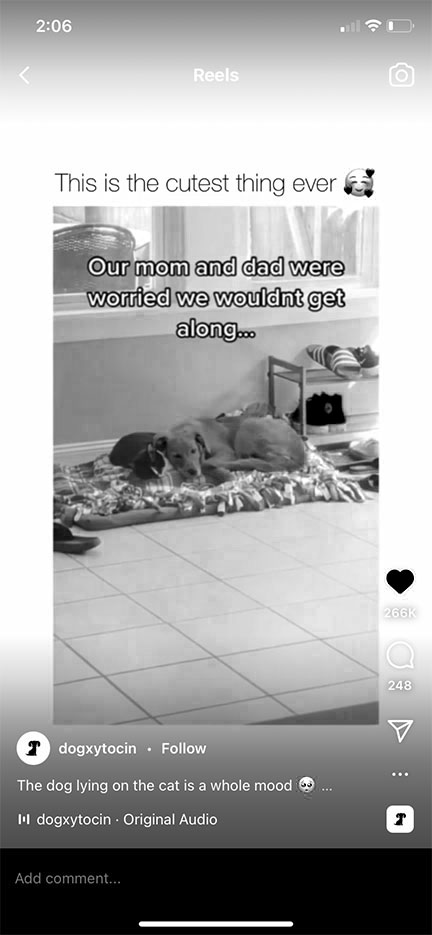 2:06
Reels
This is the cutest thing ever 🥰
Our mom and dad were
worried we wouldnt get
along...
266K
248
dogxytocin • Follow
The dog lying on the cat is a whole mood 🥹 ...
dogxytocin · Original Audio
Add comment...